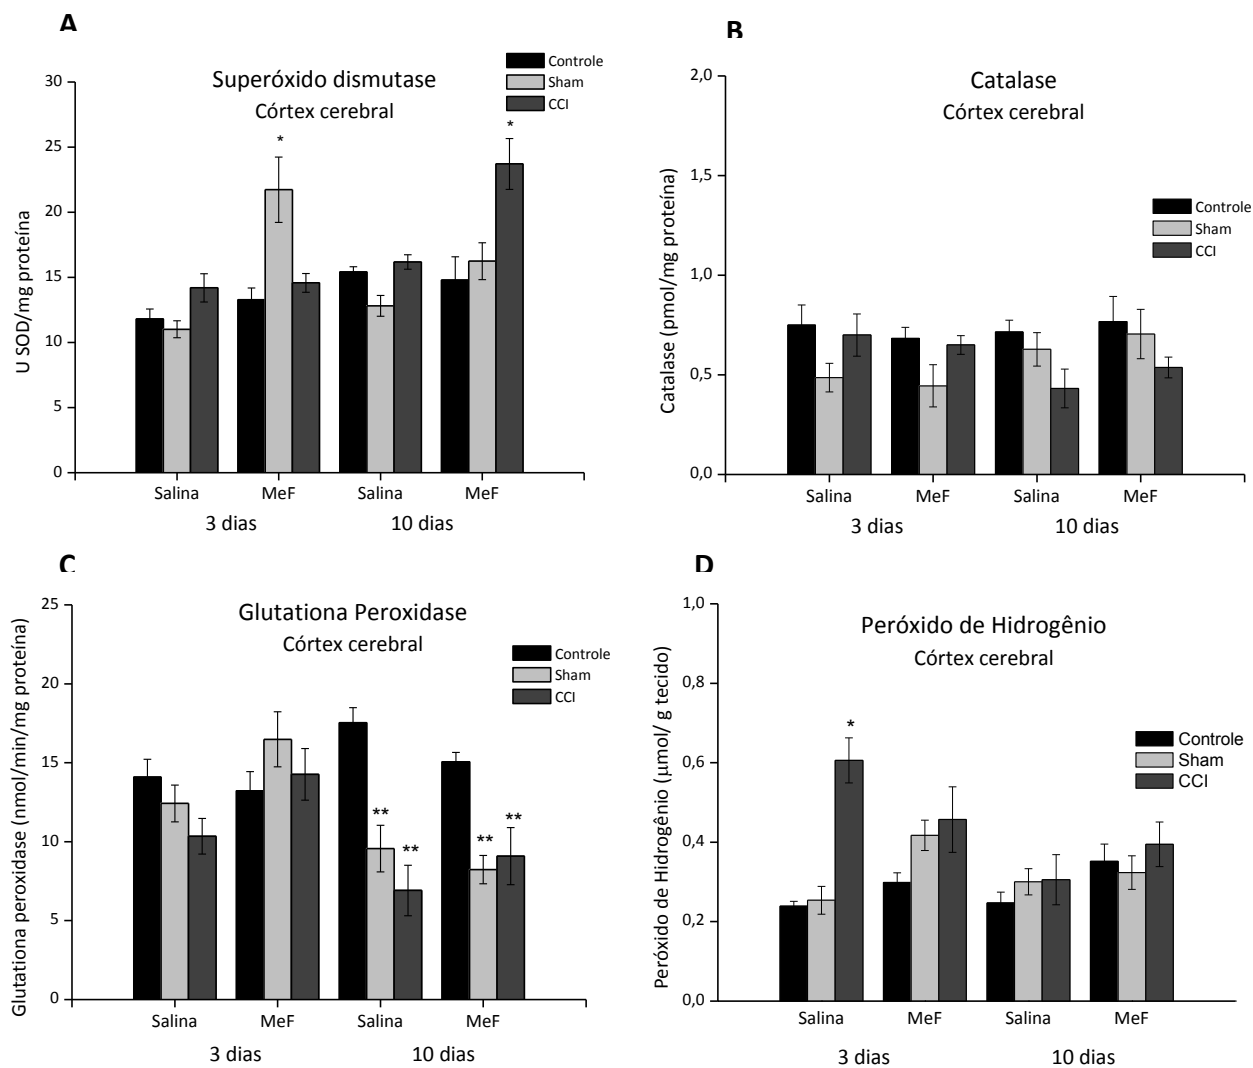 A
Superóxido dismutase
Córtex cerebral
Controle
Sham
CCI
U SOD/mg proteína
30
25
20
15
10
5
0
*
*
Salina
MeF
Salina
MeF
3 dias
10 dias
B
Catalase
Córtex cerebral
Controle
Sham
CCI
Catalase (pmol/mg proteína)
2,0
1,5
1,0
0,5
0,0
Salina
MeF
Salina
MeF
3 dias
10 dias
C
Glutationa Peroxidase
Córtex cerebral
Controle
Sham
CCI
Glutationa peroxidase (nmol/min/mg proteína)
25
20
15
10
5
0
**
**
**
**
Salina
MeF
Salina
MeF
3 dias
10 dias
D
Peróxido de Hidrogênio
Córtex cerebral
Controle
Sham
CCI
Peróxido de Hidrogênio (μmol/ g tecido)
1,0
0,8
0,6
0,4
0,2
0,0
*
Salina
MeF
Salina
MeF
3 dias
10 dias